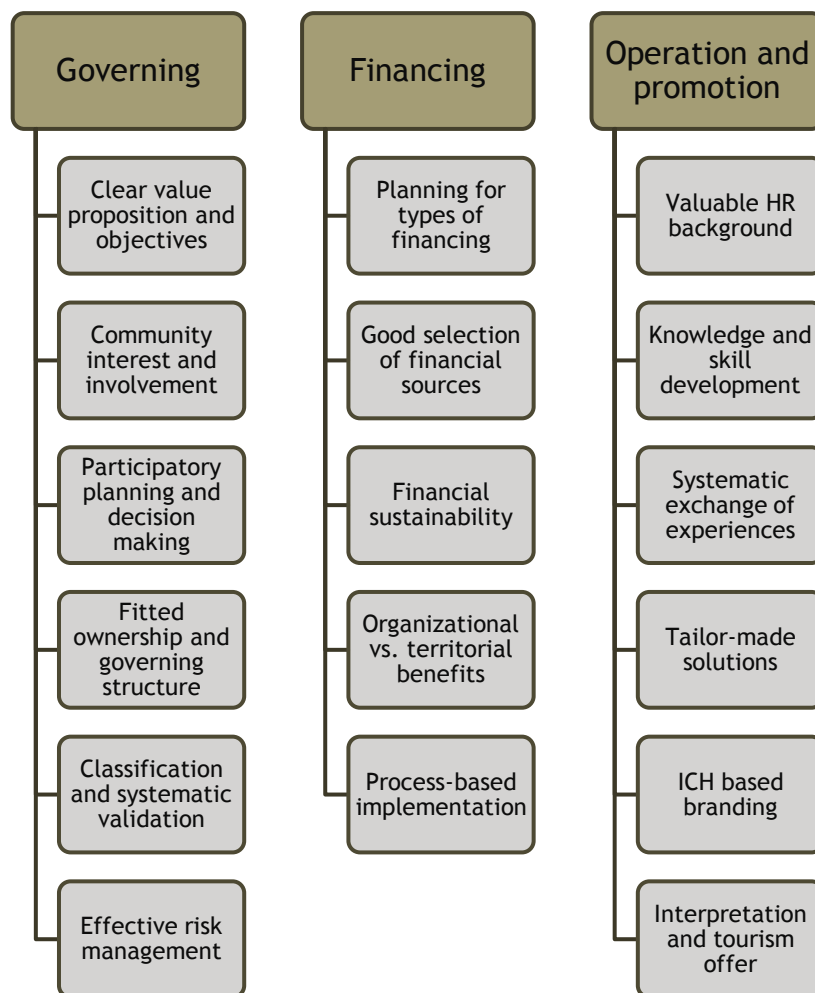 Governing
Clear value
proposition and
objectives
Community
interest and
involvement
Participatory
planning and
decision
making
Fitted
ownership and
governing
structure
Classification
and systematic
validation
Effective risk
management
Financing
Planning for
types of
financing
Good selection
of financial
sources
Financial
sustainability
Organizational
vs. territorial
benefits
Process-based
implementation
Operation and
promotion
Valuable HR
background
Knowledge and
skill
development
Systematic
exchange of
experiences
Tailor-made
solutions
ICH based
branding
Interpretation
and tourism
offer